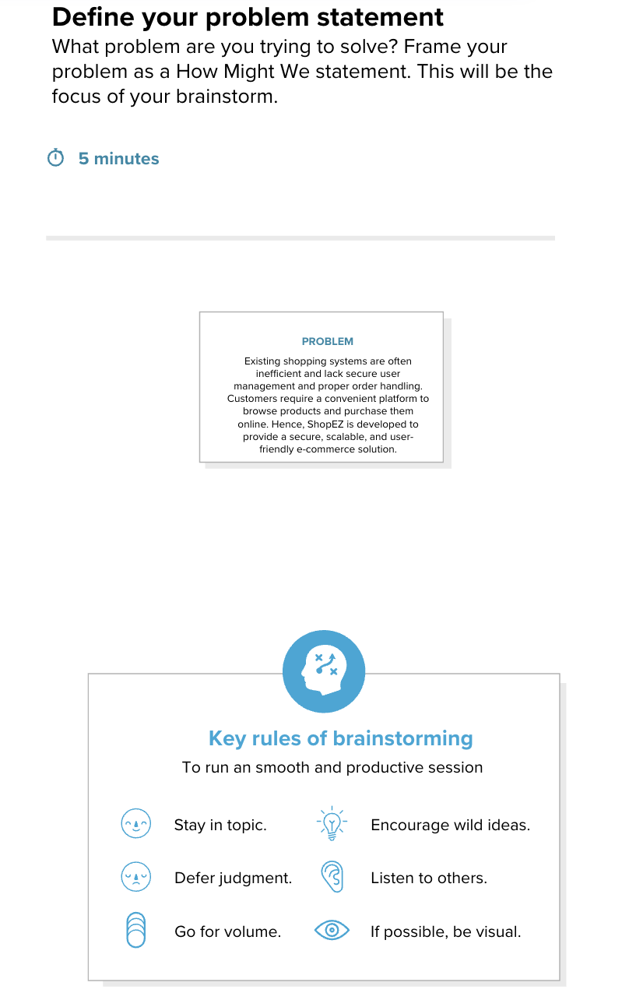 Define your problem statement
What problem are you trying to solve? Frame your
problem as a How Might We statement. This will be the
focus of your brainstorm.
5 minutes
PROBLEM
Existing shopping systems are often
inefficient and lack secure user
management and proper order handling.
Customers require a convenient platform to
browse products and purchase them
online. Hence, ShopEZ is developed to
provide a secure, scalable, and user-
friendly e-commerce solution.
Key rules of brainstorming
To run an smooth and productive session
Stay in topic.
Encourage wild ideas.
Defer judgment.
Listen to others.
Go for volume.
If possible, be visual.